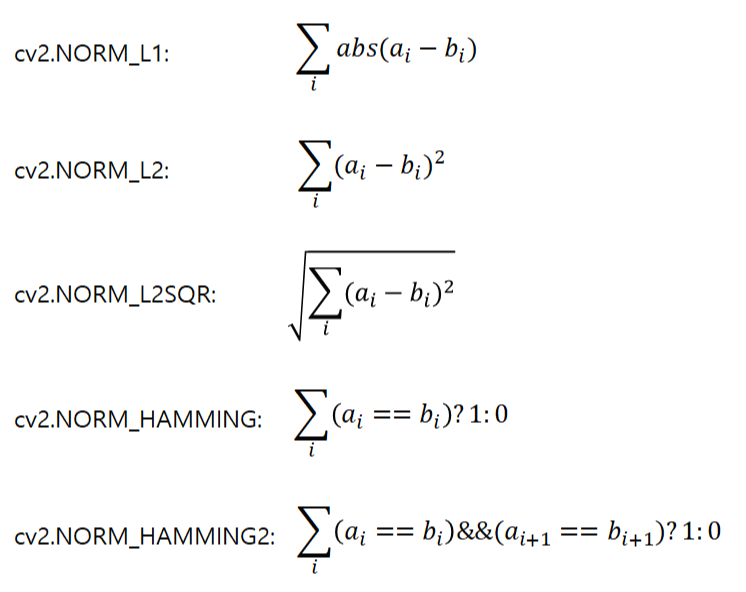 cv2.NORM_L1: ∑_i abs(a_i − b_i)
cv2.NORM_L2: ∑_i (a_i − b_i)²
cv2.NORM_L2SQR: √(∑_i (a_i − b_i)²)
cv2.NORM_HAMMING: ∑_i (a_i == b_i)? 1: 0
cv2.NORM_HAMMING2: ∑_i (a_i == b_i)&&(a_{i+1} == b_{i+1})? 1: 0